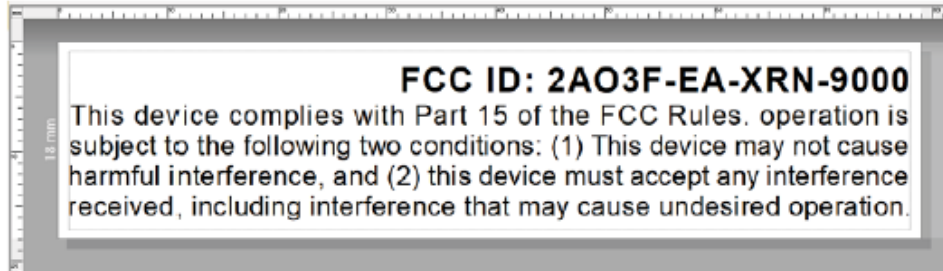 FCC ID: 2AO3F-EA-XRN-9000
This device complies with Part 15 of the FCC Rules. operation is
subject to the following two conditions: (1) This device may not cause
harmful interference, and (2) this device must accept any interference
received, including interference that may cause undesired operation.
18 mm